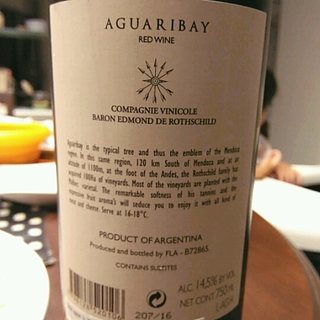 AGUARIBAY
RED WINE
COMPAGNIE VINICOLE
BARON EDMOND DE ROTHSCHILD
Aguaribay is the typical tree and thus the emblem of the Mendoza
region. In this same region, 120 km South of Mendoza and at an
altitude of 1100m, at the foot of the Andes, the Rothschild family has
acquired 100Ha of vineyards. Most of the vineyards are planted with the
Malbec varietal. The remarkable softness of his tannins and the
expressive fruit aroma's will seduce you to enjoy it with all kind of
meat and cheese. Serve at 16-18°C.
PRODUCT OF ARGENTINA
Produced and bottled by FLA - B72865.
CONTAINS SULFITES
ALC. 14,5% BY VOL.
NET CONT. 750 ml
207/16